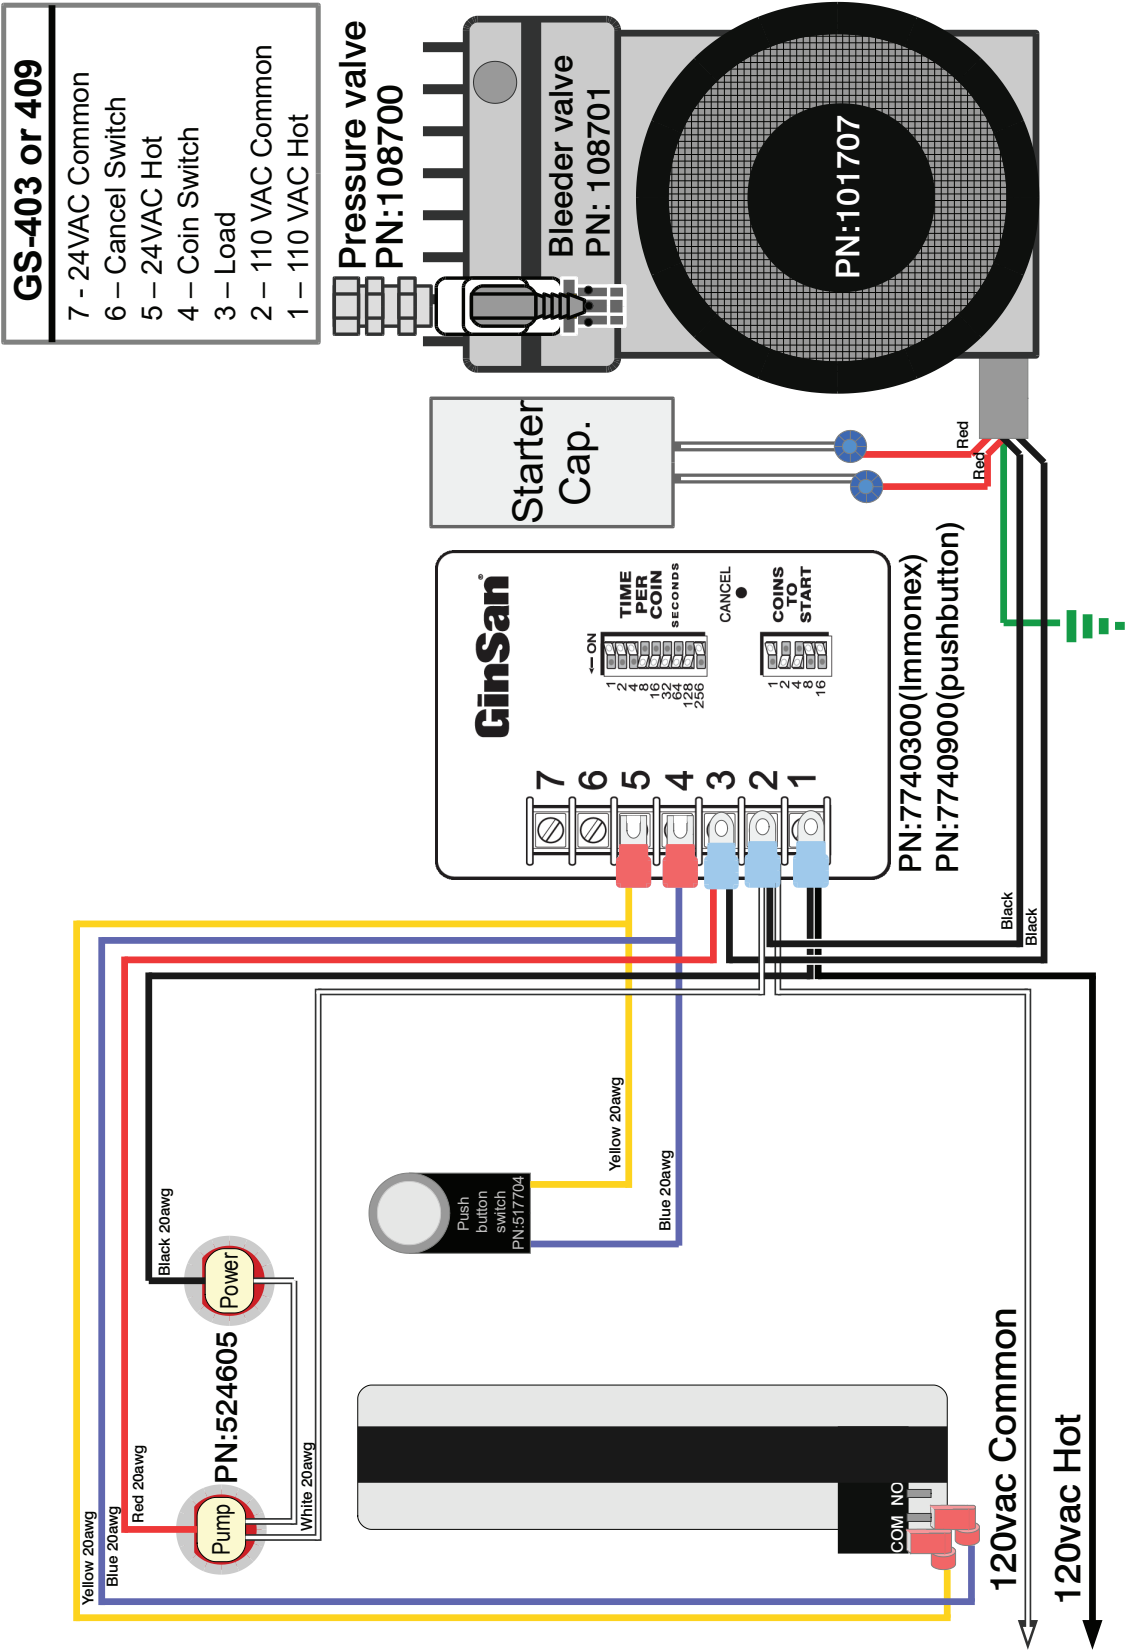 GS-403 or 409
7 - 24VAC Common
6 – Cancel Switch
5 – 24VAC Hot
4 – Coin Switch
3 – Load
2 – 110 VAC Common
1 – 110 VAC Hot
Pressure valve
PN:108700
Bleeder valve
PN: 108701
PN:101707
Starter
Cap.
Red
Red
GinSan®
ON
1
2
4
8
16
32
64
128
256
TIME
PER
COIN
SECONDS
CANCEL
COINS
TO
START
1
2
4
8
16
7
6
5
4
3
2
1
PN:7740300(Immonex)
PN:7740900(pushbutton)
Black
Black
Yellow 20awg
Blue 20awg
Push
button
switch
PN:517704
Black 20awg
Power
PN:524605
Red 20awg
White 20awg
Pump
Yellow 20awg
Blue 20awg
COM NO
120vac Common
120vac Hot